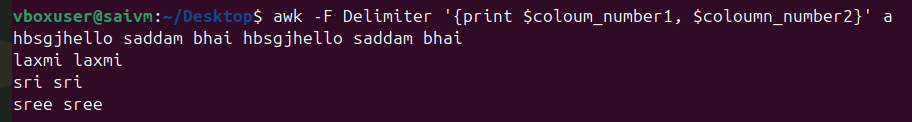 vboxuser@saivm:~/Desktop$ awk -F Delimiter '{print $coloum_number1, $coloumn_number2}' a
hbsgjhello saddam bhai hbsgjhello saddam bhai
laxmi laxmi
sri sri
sree sree